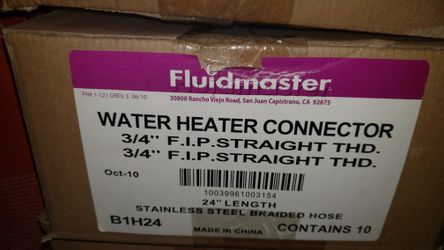 Fluidmaster
PN# 1-121 GREV.3 06/10
30800 Rancho Viejo Road, San Juan Capistrano, CA 92675
WATER HEATER CONNECTOR
3/4" F.I.P.STRAIGHT THD.
3/4" F.I.P.STRAIGHT THD.
Oct-10
10039961003154
24" LENGTH
STAINLESS STEEL BRAIDED HOSE
B1H24 MADE IN CHINA CONTAINS 10